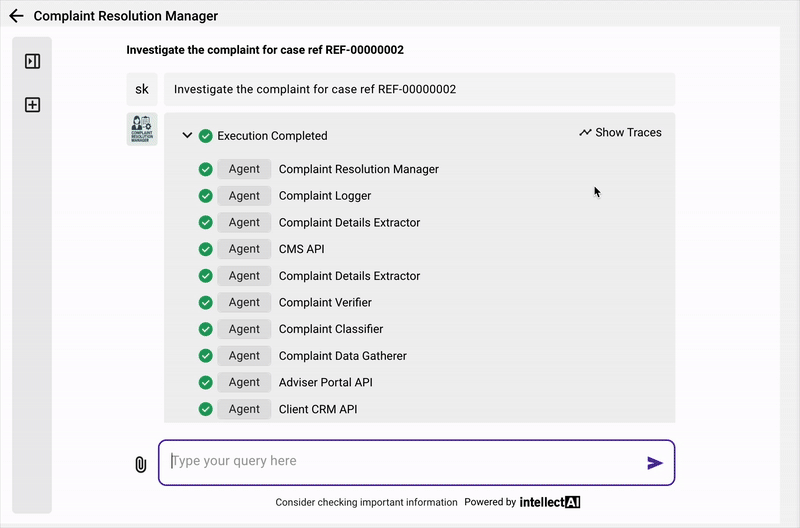 Complaint Resolution Manager
Investigate the complaint for case ref REF-00000002
sk
Investigate the complaint for case ref REF-00000002
COMPLAINT
RESOLUTION
MANAGER
Execution Completed
Show Traces
Agent Complaint Resolution Manager
Agent Complaint Logger
Agent Complaint Details Extractor
Agent CMS API
Agent Complaint Details Extractor
Agent Complaint Verifier
Agent Complaint Classifier
Agent Complaint Data Gatherer
Agent Adviser Portal API
Agent Client CRM API
Type your query here
Consider checking important information Powered by intellectAI